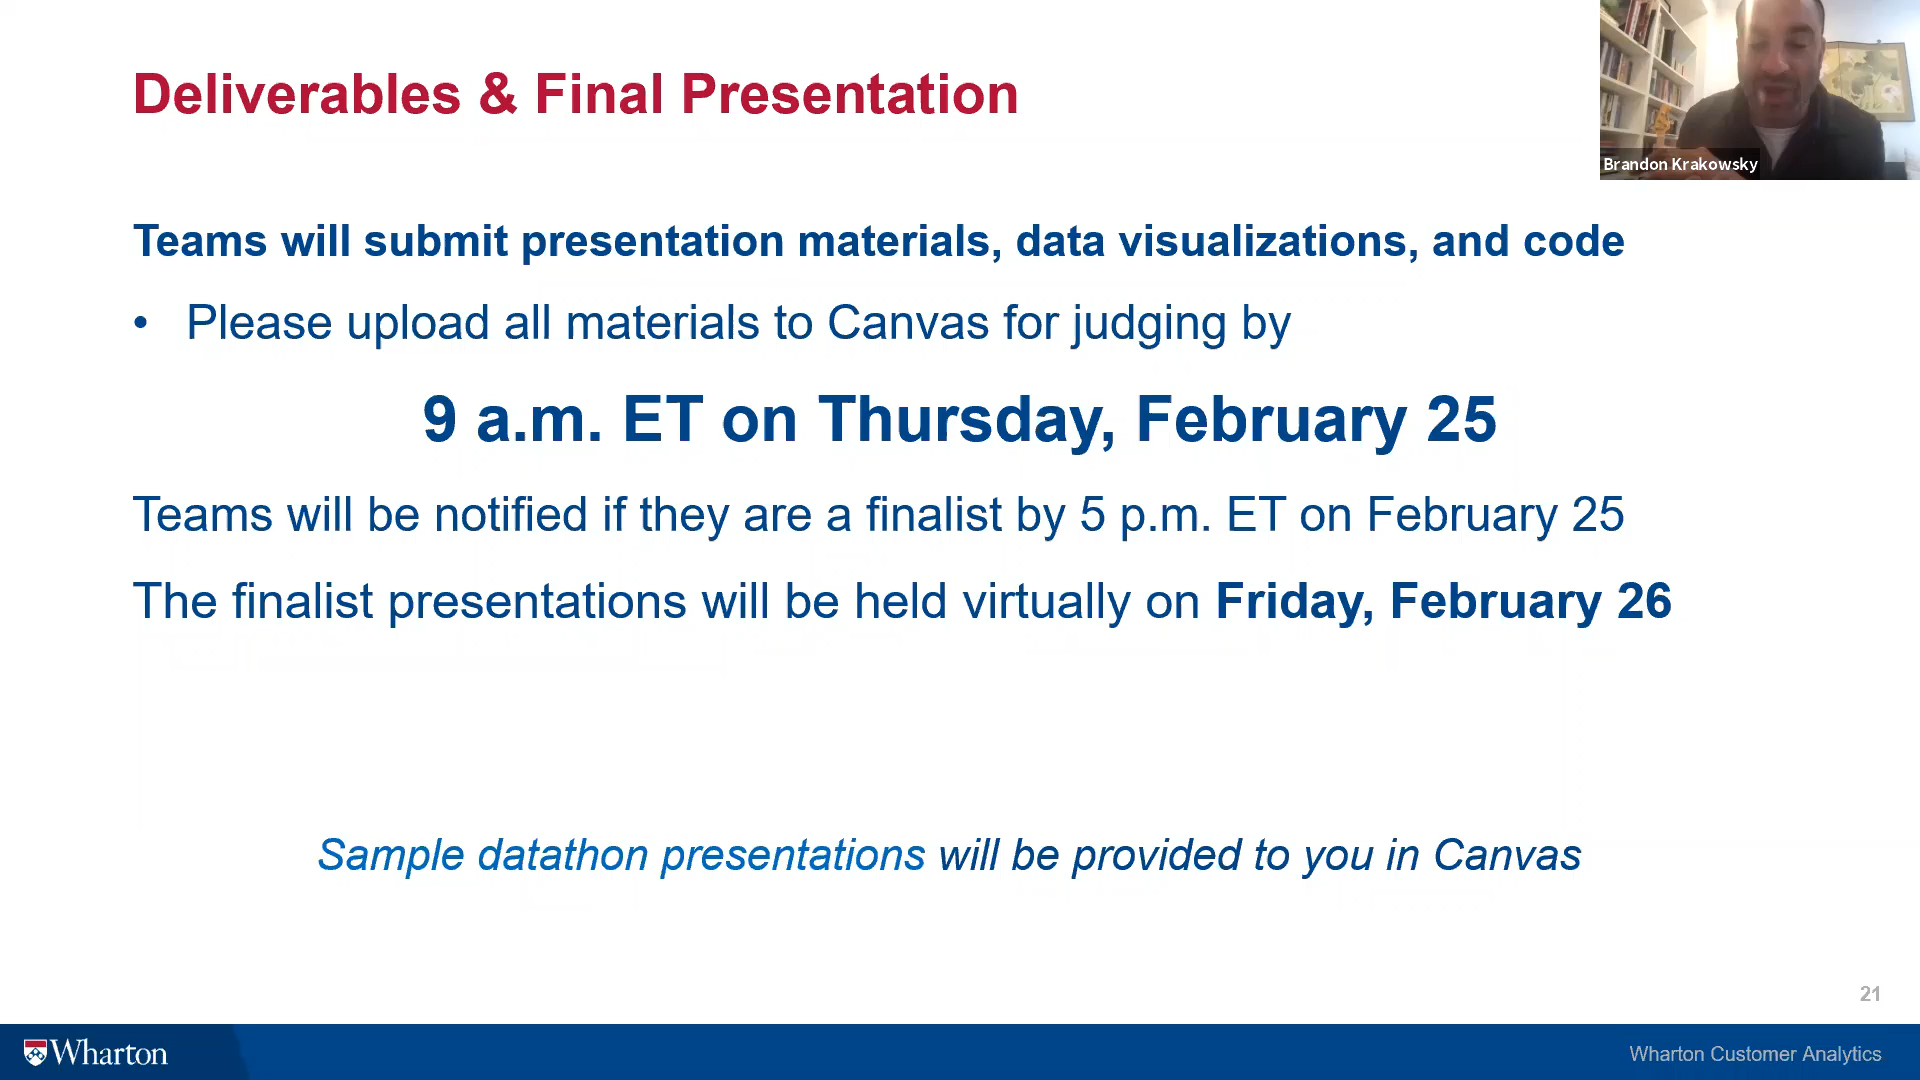 Deliverables & Final Presentation
Brandon Krakowsky
Teams will submit presentation materials, data visualizations, and code
• Please upload all materials to Canvas for judging by
9 a.m. ET on Thursday, February 25
Teams will be notified if they are a finalist by 5 p.m. ET on February 25
The finalist presentations will be held virtually on Friday, February 26
Sample datathon presentations will be provided to you in Canvas
21
Wharton
Wharton Customer Analytics